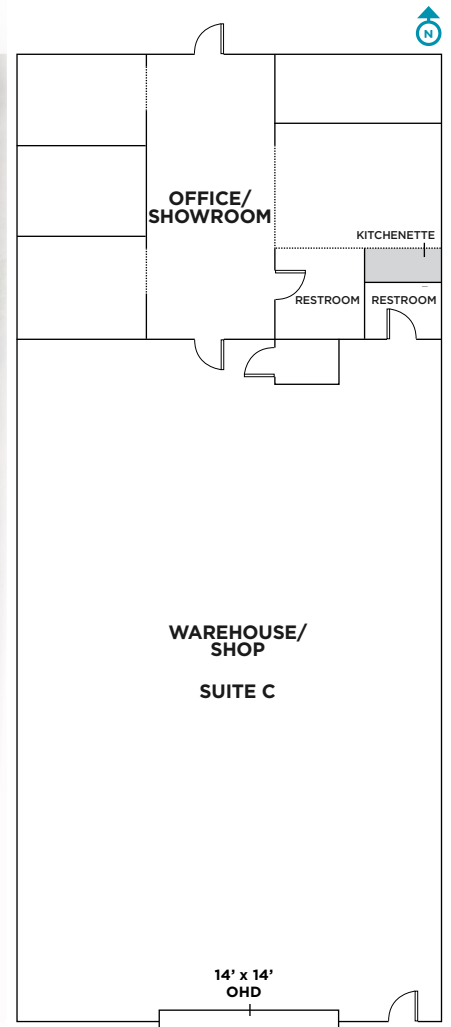 N
OFFICE/
SHOWROOM
KITCHENETTE
RESTROOM
RESTROOM
WAREHOUSE/
SHOP
SUITE C
14’ x 14’
OHD